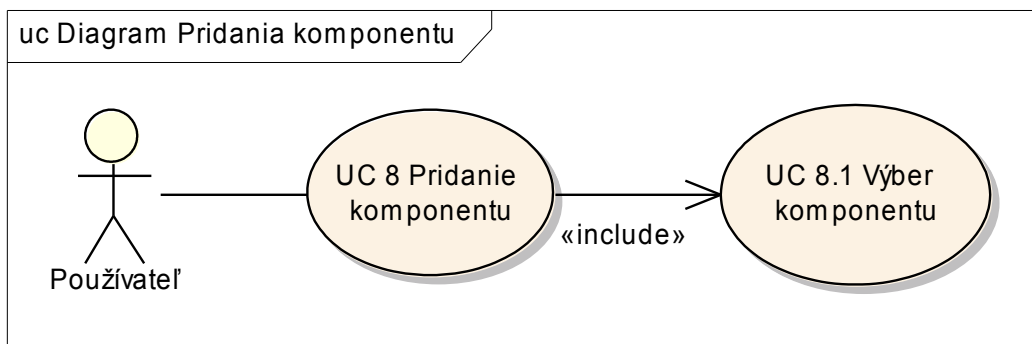 uc Diagram Pridania komponentu
UC 8 Pridanie
komponentu
UC 8.1 Výber
komponentu
«include»
Používateľ